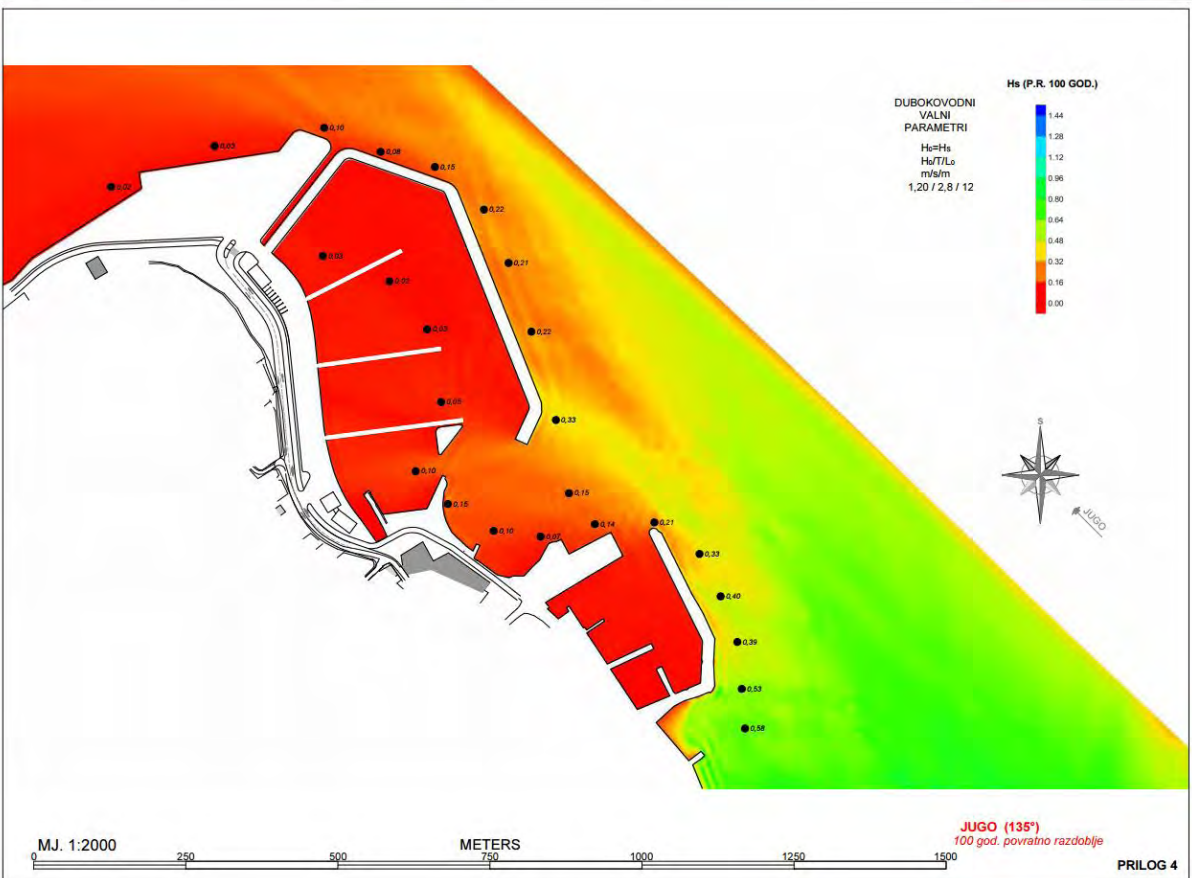 Hs (P.R. 100 GOD.)
DUBOKOVODNI
VALNI
PARAMETRI
H₀=Hs
H₀/T/L₀
m/s/m
1,20 / 2,8 / 12
1.44
1.28
1.12
0.96
0.80
0.64
0.48
0.32
0.16
0.00
0,10
0,03
0,08
0,15
0,02
0,22
0,03
0,21
0,03
0,03
0,22
0,05
0,33
0,10
0,15
0,15
0,10
0,07
0,14
0,21
0,33
0,40
0,39
0,53
0,58
S
JUGO
JUGO (135°)
100 god. povratno razdoblje
MJ. 1:2000
METERS
0
250
500
750
1000
1250
1500
PRILOG 4